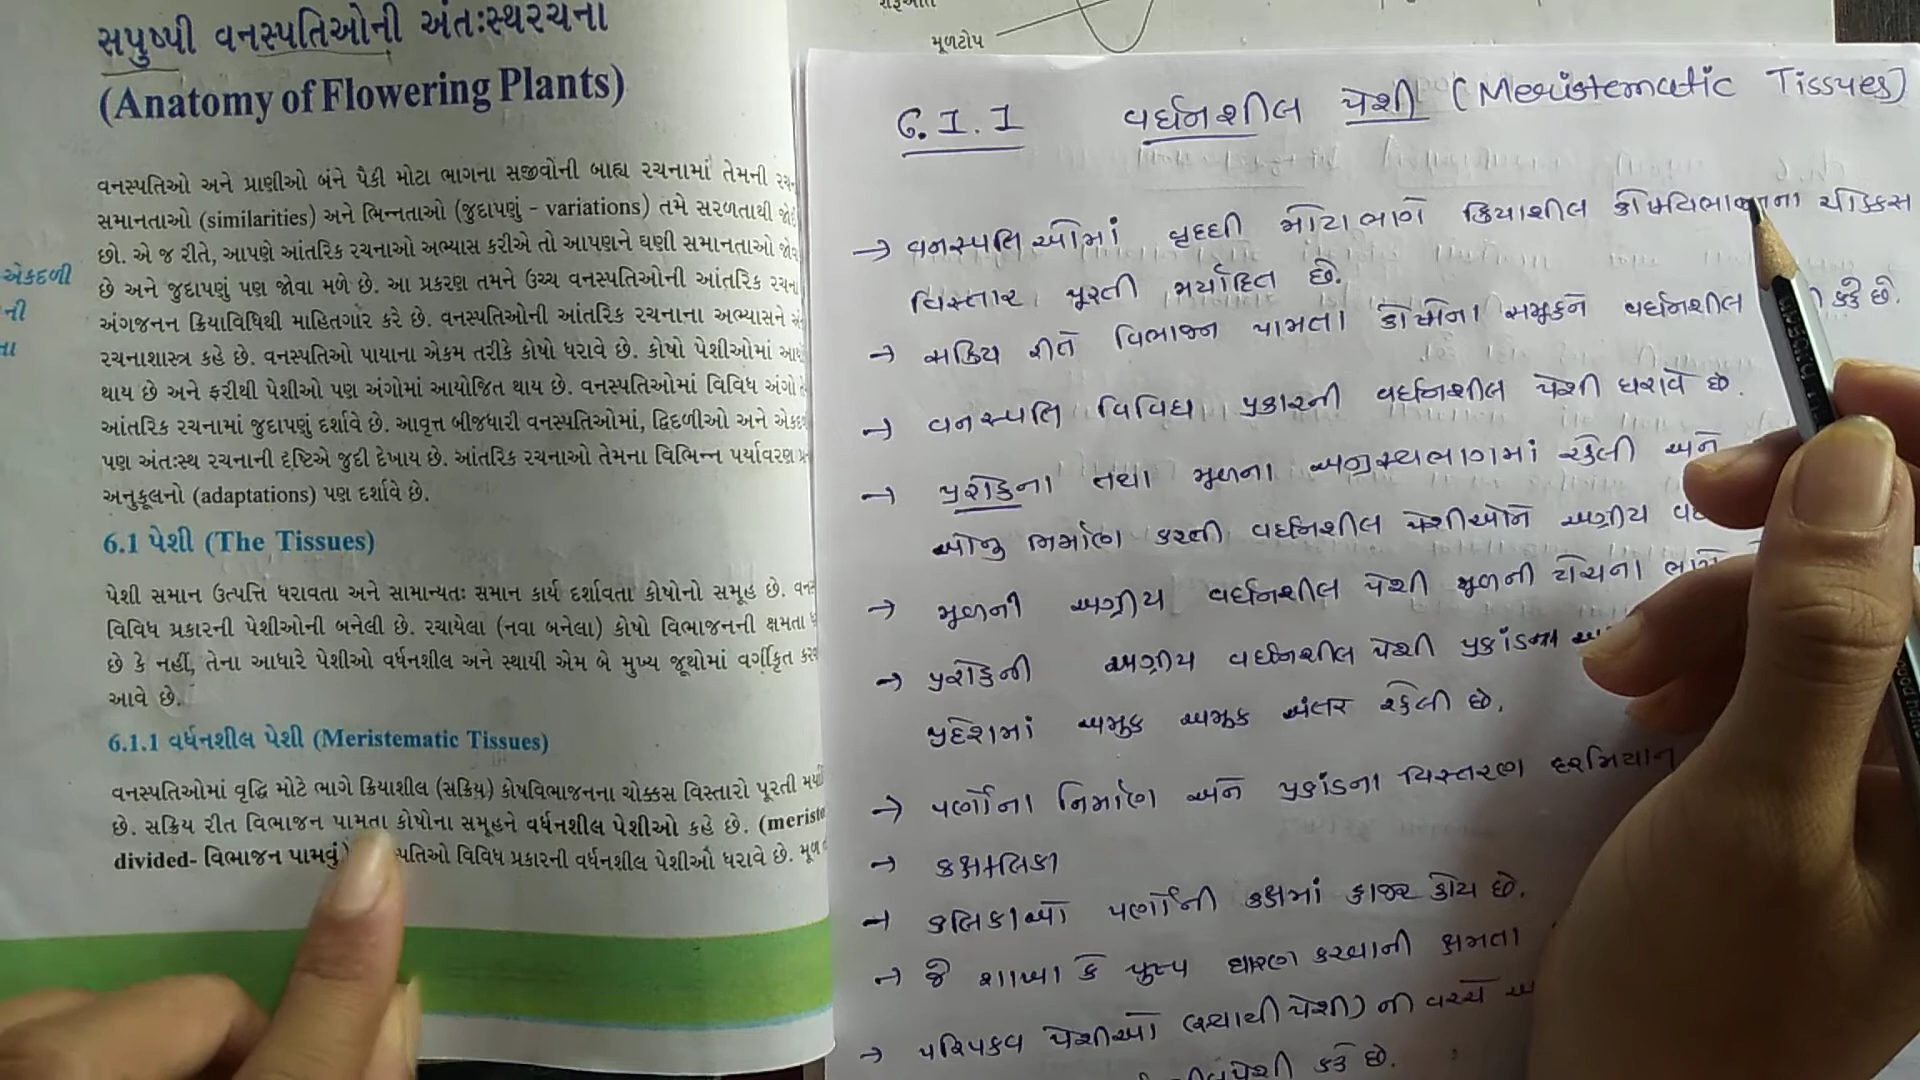 સપુષ્પી વનસ્પતિઓની અંતઃસ્થરચના
(Anatomy of Flowering Plants)
વનસ્પતિઓ અને પ્રાણીઓ બંને પૈકી મોટા ભાગના સજીવોની બાહ્ય રચનામાં તેમની
સમાનતાઓ (similarities) અને ભિન્નતાઓ (જુદાપણું - variations) તમે સરળતાથી
છો. એ જ રીતે, આપણે આંતરિક રચનાઓ અભ્યાસ કરીએ તો આપણને ઘણી સમાનતાઓ
છે અને જુદાપણું પણ જોવા મળે છે. આ પ્રકરણ તમને ઉચ્ચ વનસ્પતિઓની આંતરિક
અંગજનન ક્રિયાવિધિથી માહિતગાર કરે છે. વનસ્પતિઓની આંતરિક રચનાના અભ્યાસને
રચનાશાસ્ત્ર કહે છે. વનસ્પતિઓ પાયાના એકમ તરીકે કોષો ધરાવે છે. કોષો પેશીઓમાં
થાય છે અને ફરીથી પેશીઓ પણ અંગોમાં આયોજિત થાય છે. વનસ્પતિઓમાં વિવિધ અંગો
આંતરિક રચનામાં જુદાપણું દર્શાવે છે. આવૃત્ત બીજધારી વનસ્પતિઓમાં, દ્વિદળીઓ અને
પણ અંતઃસ્થ રચનાની દૃષ્ટિએ જુદી દેખાય છે. આંતરિક રચનાઓ તેમના વિભિન્ન પર્યાવરણ
અનુકૂલનો (adaptations) પણ દર્શાવે છે.
એકદળી
ની
6.1 પેશી (The Tissues)
પેશી સમાન ઉત્પત્તિ ધરાવતા અને સામાન્યતઃ સમાન કાર્ય દર્શાવતા કોષોનો સમૂહ છે.
વિવિધ પ્રકારની પેશીઓની બનેલી છે. રચાયેલા (નવા બનેલા) કોષો વિભાજનની ક્ષમતા
છે કે નહીં, તેના આધારે પેશીઓ વર્ધનશીલ અને સ્થાયી એમ બે મુખ્ય જૂથોમાં વર્ગીકૃત
આવે છે.
6.1.1 વર્ધનશીલ પેશી (Meristematic Tissues)
વનસ્પતિઓમાં વૃદ્ધિ મોટે ભાગે ક્રિયાશીલ (સક્રિય) કોષવિભાજનના ચોક્કસ વિસ્તારો પૂરતી
છે. સક્રિય રીત વિભાજન પામતા કોષોના સમૂહને વર્ધનશીલ પેશીઓ કહે છે. (
divided- વિભાજન પામવું) વિવિધ પ્રકારની વર્ધનશીલ પેશીઓ ધરાવે છે. મૂળ
મૂળટોપ
6.1.1 વર્ધનશીલ પેશી (Meristematic Tissues)
→ વનસ્પતિઓમાં વૃદ્ધી મોટા ભાગે ક્રિયાશીલ ચોક્કસ
વિસ્તાર પૂરતી મર્યાદિત છે.
→ સક્રિય રીતે વિભાજન પામતા કોષોના સમૂહને વર્ધનશીલ કહે છે.
→ વનસ્પતિ વિવિધ પ્રકારની વર્ધનશીલ પેશી ધરાવે છે.
→ પ્રરોહના તથા મૂળના અગ્રસ્થભાગમાં રહેલી અને
નિર્માણ કરતી વર્ધનશીલ પેશીઓને અગ્રીય
→ મૂળની અગ્રીય વર્ધનશીલ પેશી મૂળની ટોચના
→ પ્રરોહની અગ્રીય વર્ધનશીલ પેશી પ્રકાંડના
પ્રદેશમાં અમુક અમુક અંતર રહેલી છે.
→ પર્ણોના નિર્માણ અને પ્રકાંડના વિસ્તરણ દરમિયાન
→ કક્ષકલિકા
→ કલિકાઓ પર્ણોની કક્ષમાં હાજર હોય છે.
→ જે શાખા કે પુષ્પ ધારણ કરવાની ક્ષમતા
→ પરિપક્વ પેશીઓ (સ્થાયી પેશી) ની વચ્ચે
કહે છે.